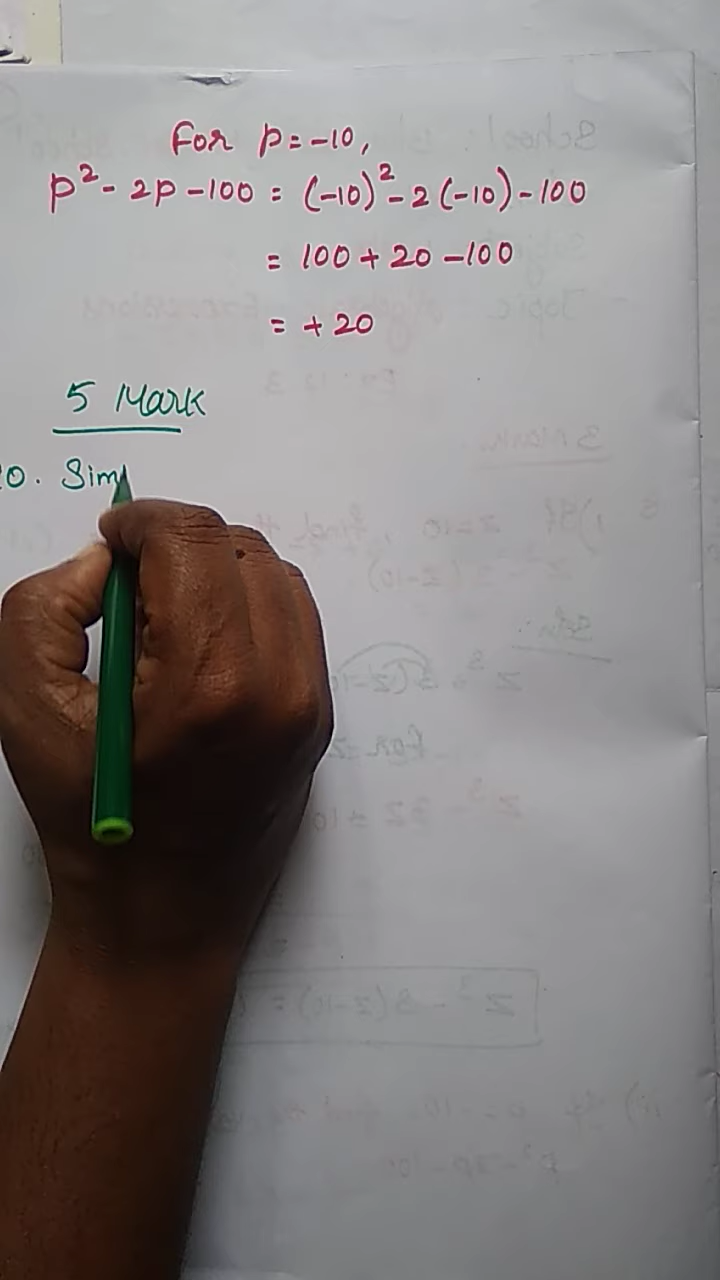 For p = -10,
p² - 2p - 100 = (-10)² - 2(-10) - 100
= 100 + 20 - 100
= +20
5 Mark
0. Sim